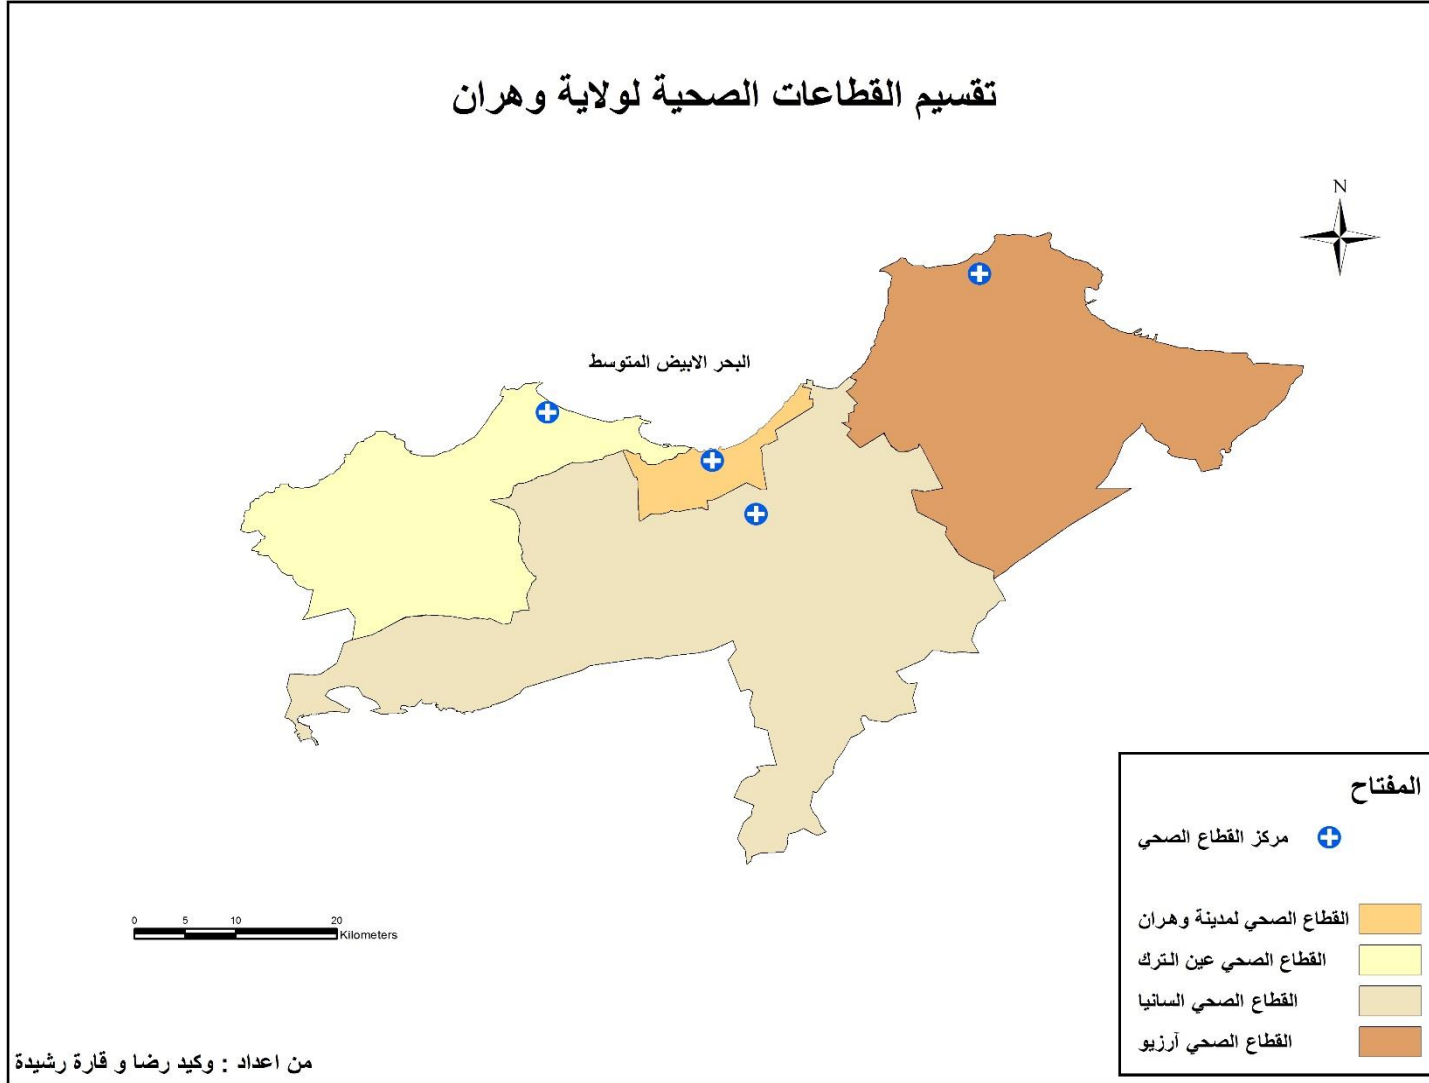 تقسيم القطاعات الصحية لولاية وهران
N
البحر الابيض المتوسط
المفتاح
مركز القطاع الصحي
القطاع الصحي لمدينة وهران
القطاع الصحي عين الترك
القطاع الصحي السانيا
القطاع الصحي آرزيو
0 5 10 20
Kilometers
من اعداد : وكيد رضا و قارة رشيدة